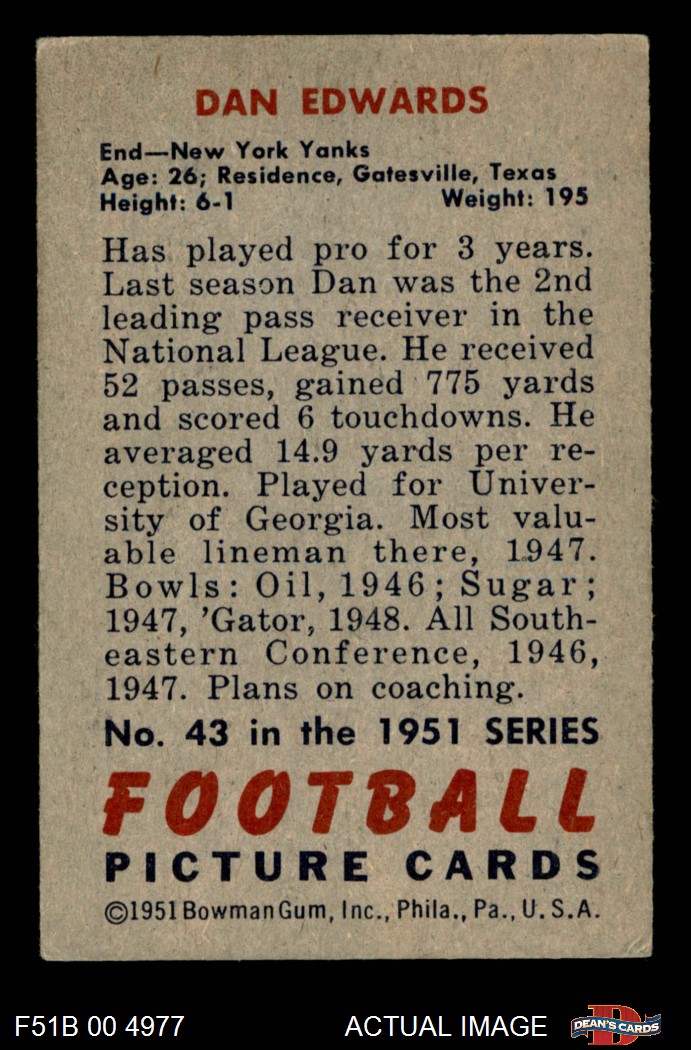 DAN EDWARDS
End—New York Yanks
Age: 26; Residence, Gatesville, Texas
Height: 6-1 Weight: 195
Has played pro for 3 years.
Last season Dan was the 2nd
leading pass receiver in the
National League. He received
52 passes, gained 775 yards
and scored 6 touchdowns. He
averaged 14.9 yards per re-
ception. Played for Univer-
sity of Georgia. Most valu-
able lineman there, 1947.
Bowls: Oil, 1946; Sugar;
1947, 'Gator, 1948. All South-
eastern Conference, 1946,
1947. Plans on coaching.
No. 43 in the 1951 SERIES
FOOTBALL
PICTURE CARDS
©1951 Bowman Gum, Inc., Phila., Pa., U.S.A.
F51B 00 4977 ACTUAL IMAGE D DEAN'S CARDS